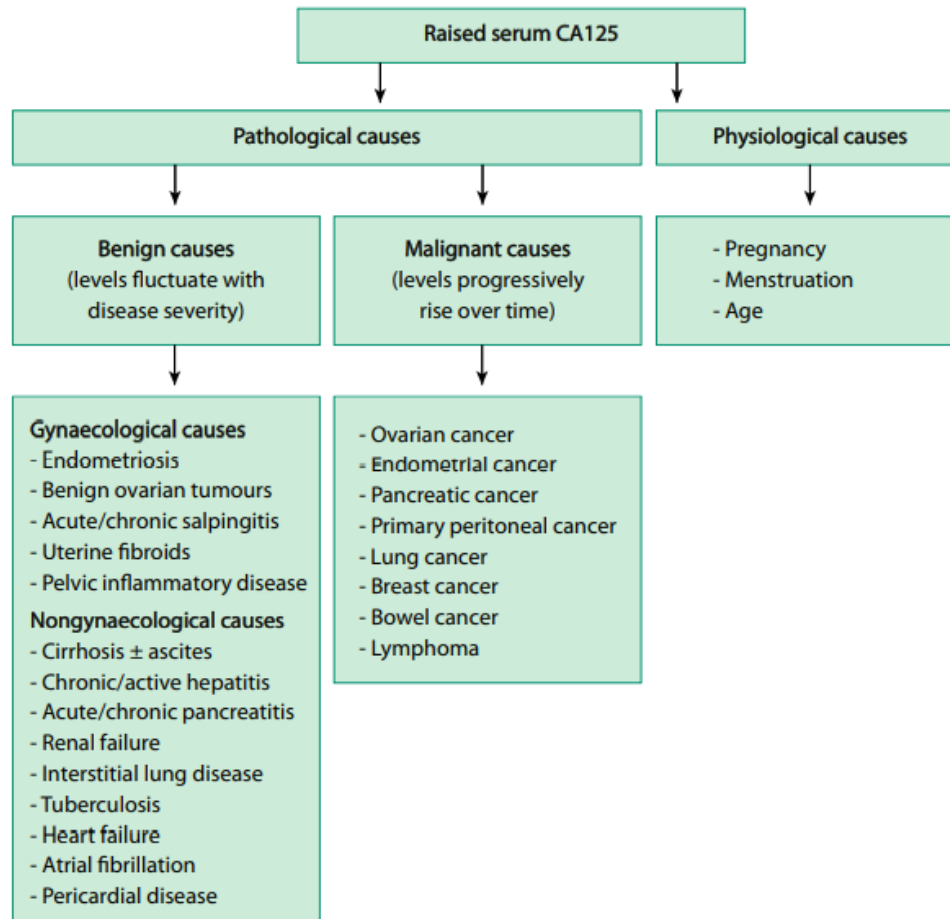 Raised serum CA125
Pathological causes
Physiological causes
Benign causes
(levels fluctuate with
disease severity)
Malignant causes
(levels progressively
rise over time)
- Pregnancy
- Menstruation
- Age
Gynaecological causes
- Endometriosis
- Benign ovarian tumours
- Acute/chronic salpingitis
- Uterine fibroids
- Pelvic inflammatory disease
Nongynaecological causes
- Cirrhosis ± ascites
- Chronic/active hepatitis
- Acute/chronic pancreatitis
- Renal failure
- Interstitial lung disease
- Tuberculosis
- Heart failure
- Atrial fibrillation
- Pericardial disease
- Ovarian cancer
- Endometrial cancer
- Pancreatic cancer
- Primary peritoneal cancer
- Lung cancer
- Breast cancer
- Bowel cancer
- Lymphoma